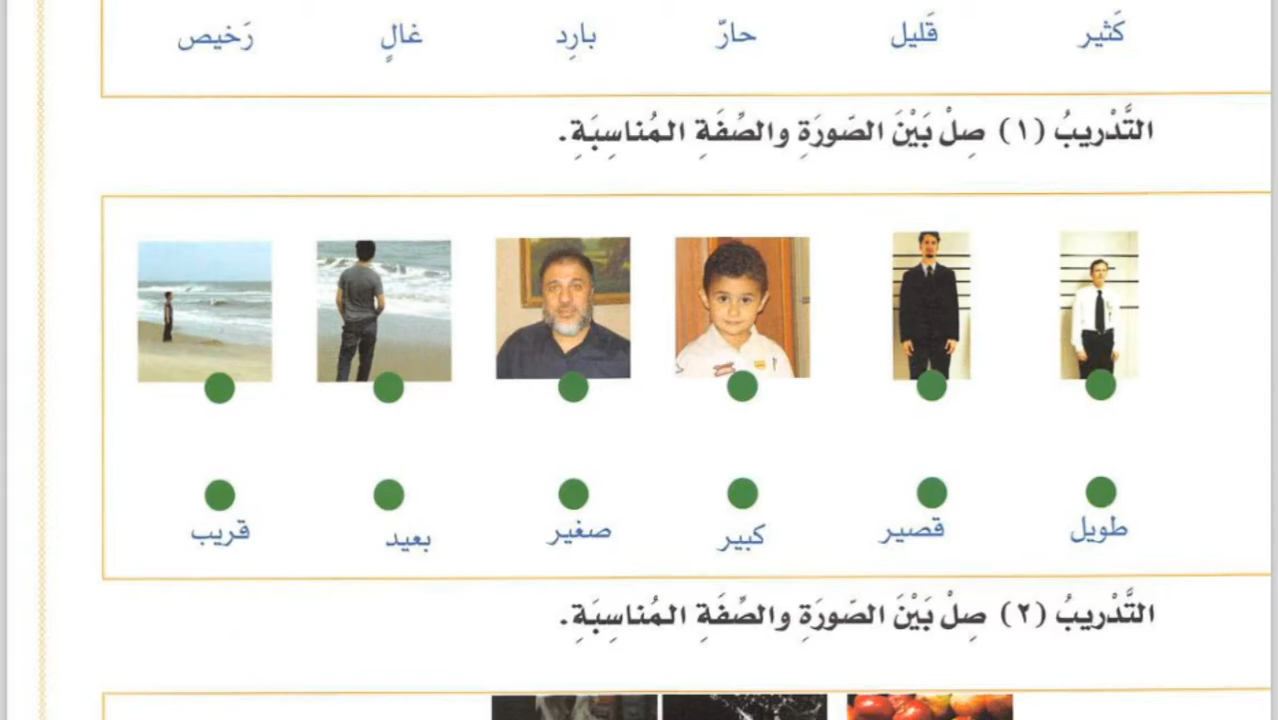 كَثير قَليل حارّ بارِد غالٍ رَخيص
التَّدْريبُ (١) صِلْ بَيْنَ الصّورَةِ والصِّفَةِ المُناسِبَةِ.
طويل قصير كبير صغير بعيد قريب
التَّدْريبُ (٢) صِلْ بَيْنَ الصّورَةِ والصِّفَةِ المُناسِبَةِ.